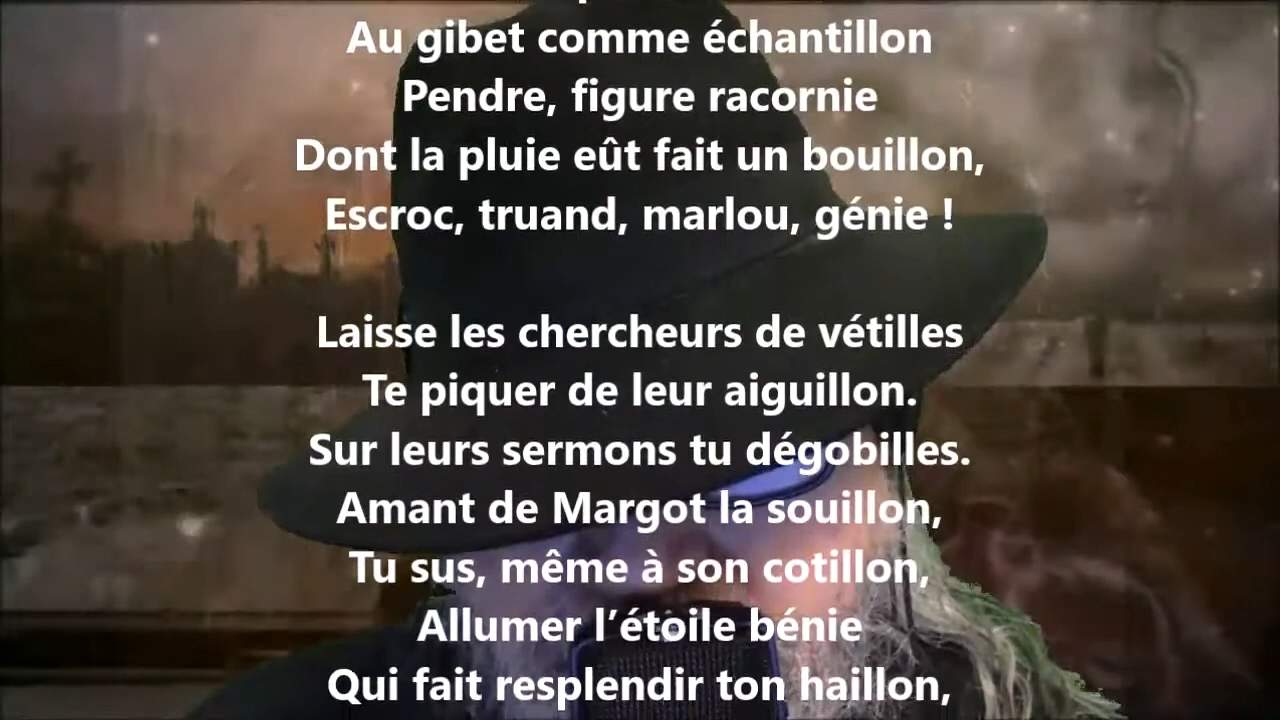 Au gibet comme échantillon
Pendre, figure racornie
Dont la pluie eût fait un bouillon,
Escroc, truand, marlou, génie !
Laisse les chercheurs de vétilles
Te piquer de leur aiguillon.
Sur leurs sermons tu dégobilles.
Amant de Margot la souillon,
Tu sus, même à son cotillon,
Allumer l’étoile bénie
Qui fait resplendir ton haillon,